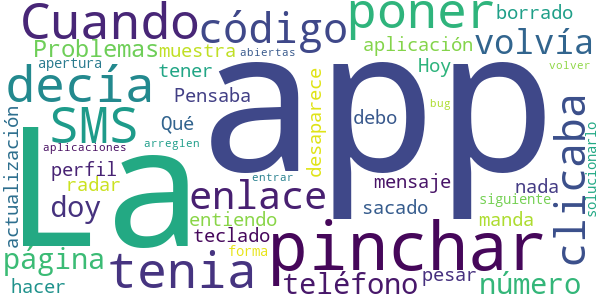 Cuando
código
poner
borrado
Problemas
muestra
abiertas
aplicación
volvía
apertura
tener
Hoy
volver
decía
Pensaba
app
desaparece
SMS
Qué
debo
bug
clicaba
solucionarlo
actualización
La
aplicaciones
arreglen
perfil
radar
enlace
entrar
mensaje
nada
doy
entiendo
sacado
siguiente
manda
teclado
pinchar
página
tenia
forma
hacer
teléfono
pesar
número